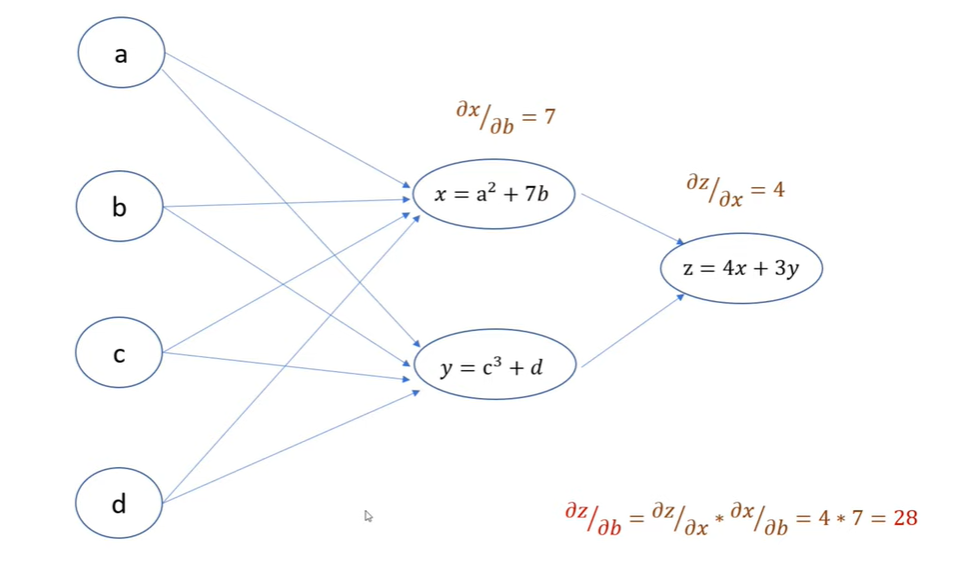 a
b
c
d
∂x/∂b = 7
x = a² + 7b
y = c³ + d
∂z/∂x = 4
z = 4x + 3y
∂z/∂b = ∂z/∂x * ∂x/∂b = 4 * 7 = 28